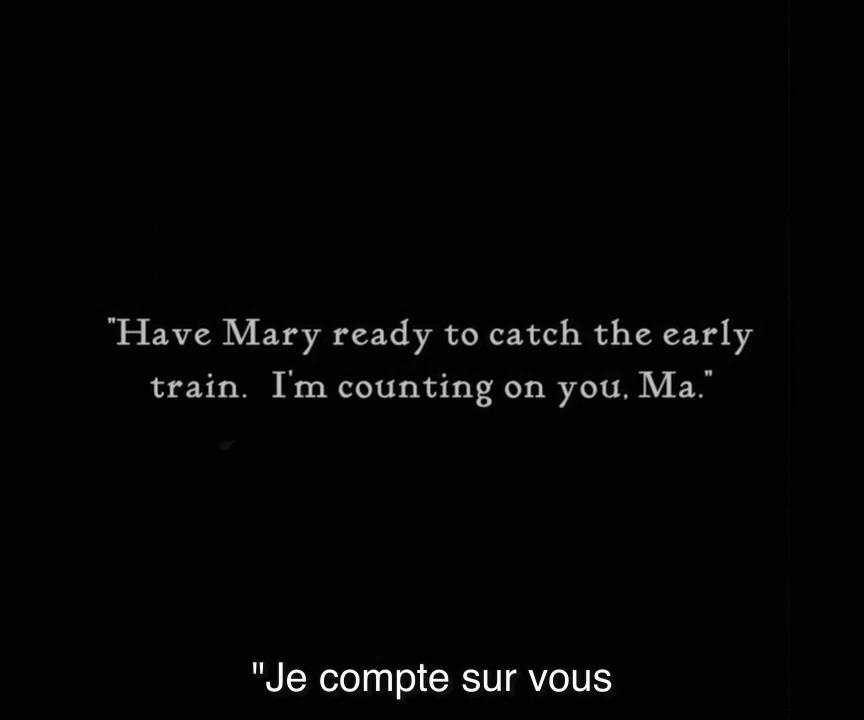 "Have Mary ready to catch the early
train. I'm counting on you, Ma."
"Je compte sur vous